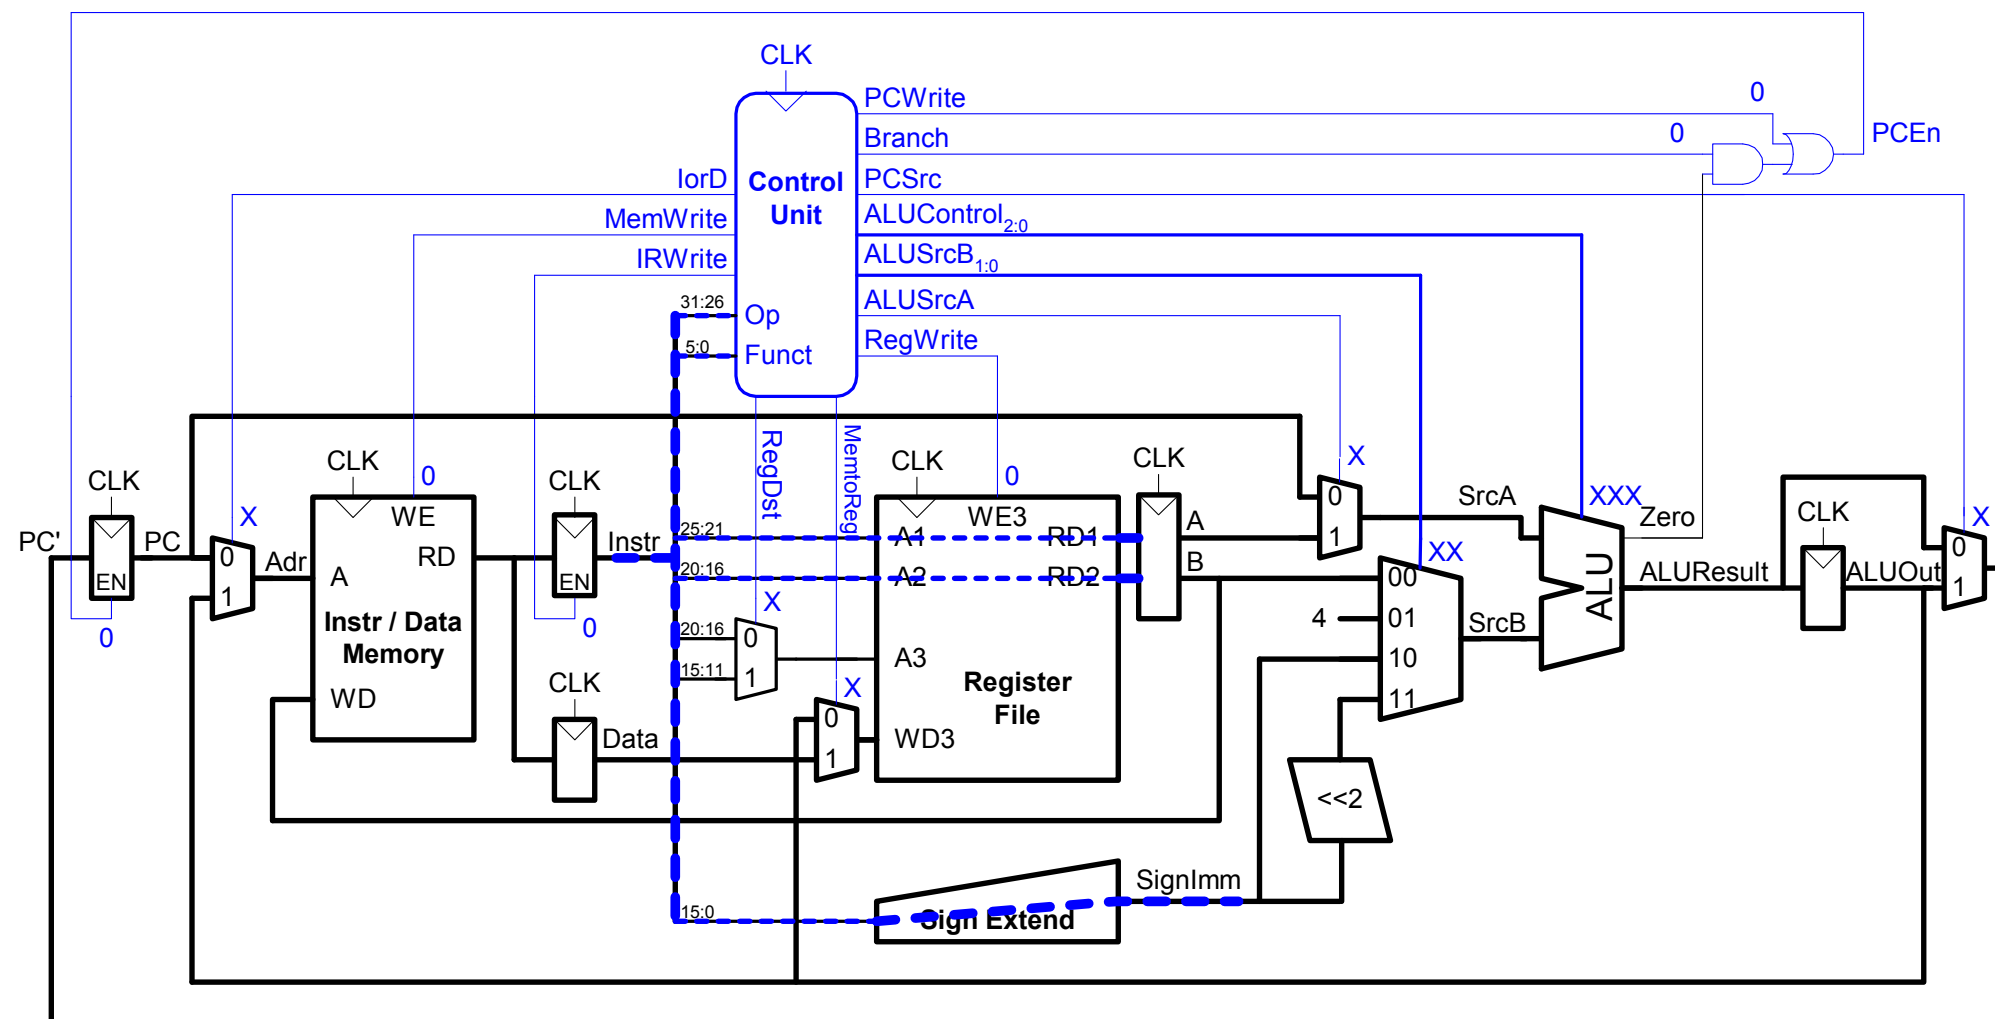 CLK
PCWrite
0
Branch
0
PCEn
IorD
Control
Unit
PCSrc
MemWrite
ALUControl2:0
IRWrite
ALUSrcB1:0
31:26
Op
ALUSrcA
5:0
Funct
RegWrite
RegDst
MemtoReg
CLK
CLK
0
CLK
CLK
0
CLK
X
PC'
PC
EN
0
X
0
1
Adr
WE
A
RD
Instr / Data
Memory
WD
EN
0
Instr
25:21
A1
WE3
RD1
20:16
A2
RD2
X
20:16
0
15:11
1
A3
Register
File
CLK
Data
X
0
1
WD3
A
B
0
1
SrcA
XX
00
4
01
10
11
SrcB
XXX
ALU
Zero
ALUResult
CLK
ALUOut
X
0
1
<<2
SignImm
15:0
Sign Extend